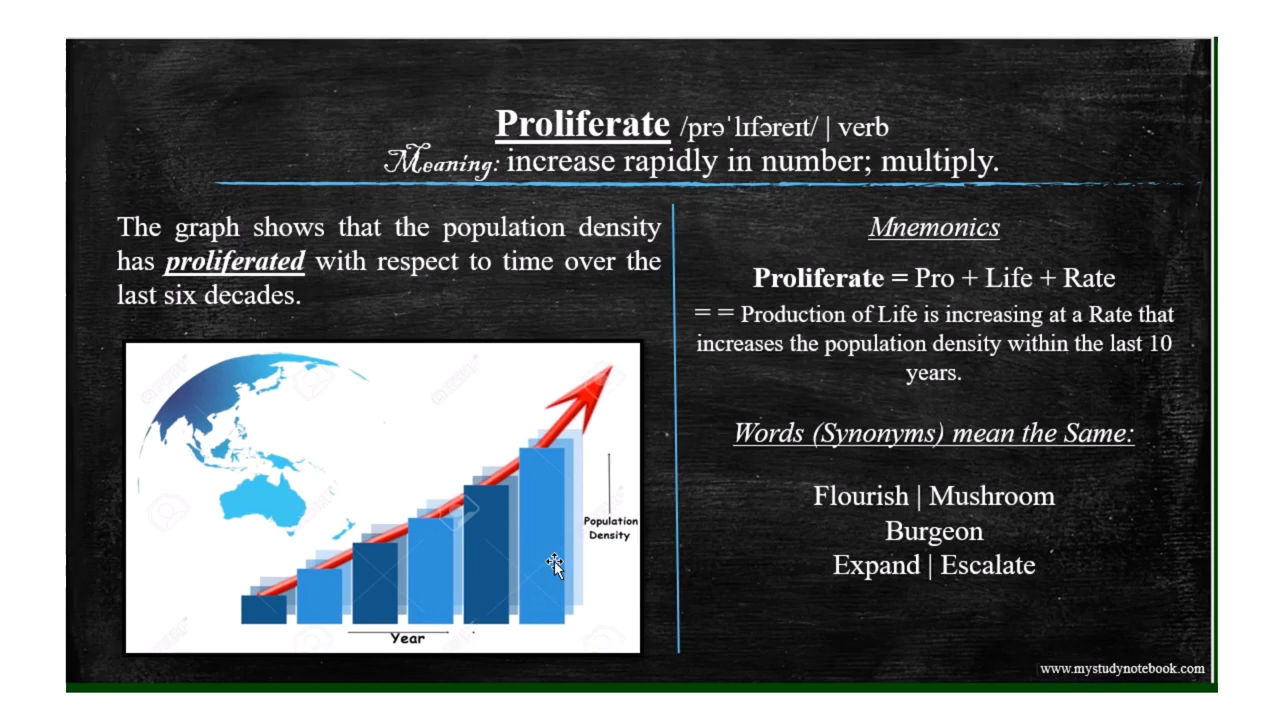 Proliferate /prəˈlɪfəreɪt/ | verb
Meaning: increase rapidly in number; multiply.
The graph shows that the population density
has proliferated with respect to time over the
last six decades.
Population
Density
Year
Mnemonics
Proliferate = Pro + Life + Rate
= = Production of Life is increasing at a Rate that
increases the population density within the last 10
years.
Words (Synonyms) mean the Same:
Flourish | Mushroom
Burgeon
Expand | Escalate
www.mystudynotebook.com